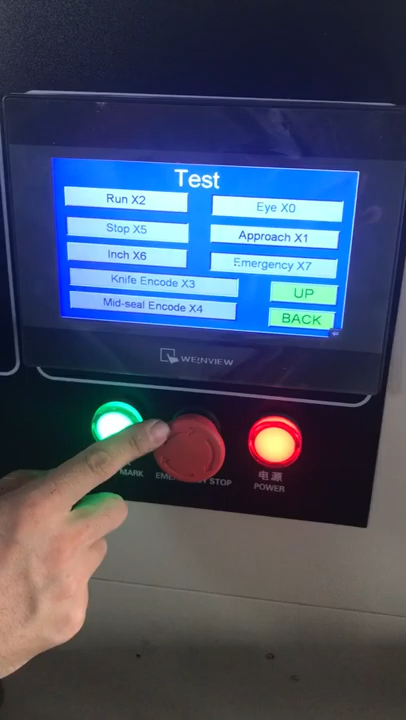 Test
Run X2
Eye X0
Stop X5
Approach X1
Inch X6
Emergency X7
Knife Encode X3
UP
Mid-seal Encode X4
BACK
WEINVIEW
MARK
STOP
电源
POWER